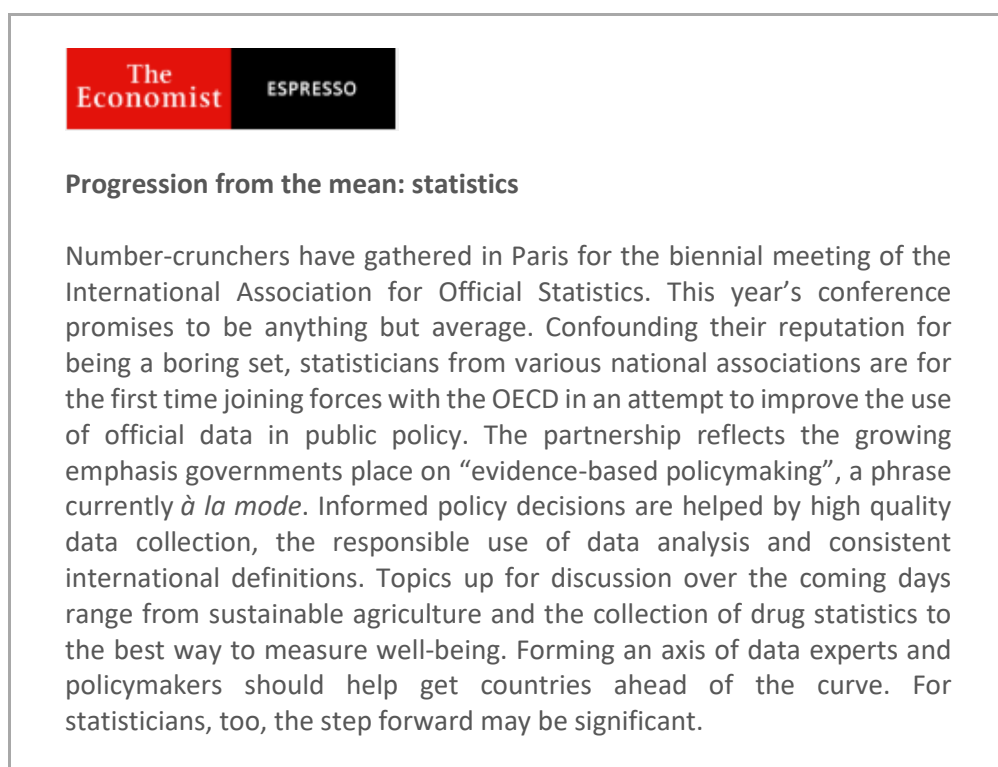 The
Economist
ESPRESSO
Progression from the mean: statistics
Number-crunchers have gathered in Paris for the biennial meeting of the
International Association for Official Statistics. This year’s conference
promises to be anything but average. Confounding their reputation for
being a boring set, statisticians from various national associations are for
the first time joining forces with the OECD in an attempt to improve the use
of official data in public policy. The partnership reflects the growing
emphasis governments place on “evidence-based policymaking”, a phrase
currently à la mode. Informed policy decisions are helped by high quality
data collection, the responsible use of data analysis and consistent
international definitions. Topics up for discussion over the coming days
range from sustainable agriculture and the collection of drug statistics to
the best way to measure well-being. Forming an axis of data experts and
policymakers should help get countries ahead of the curve. For
statisticians, too, the step forward may be significant.